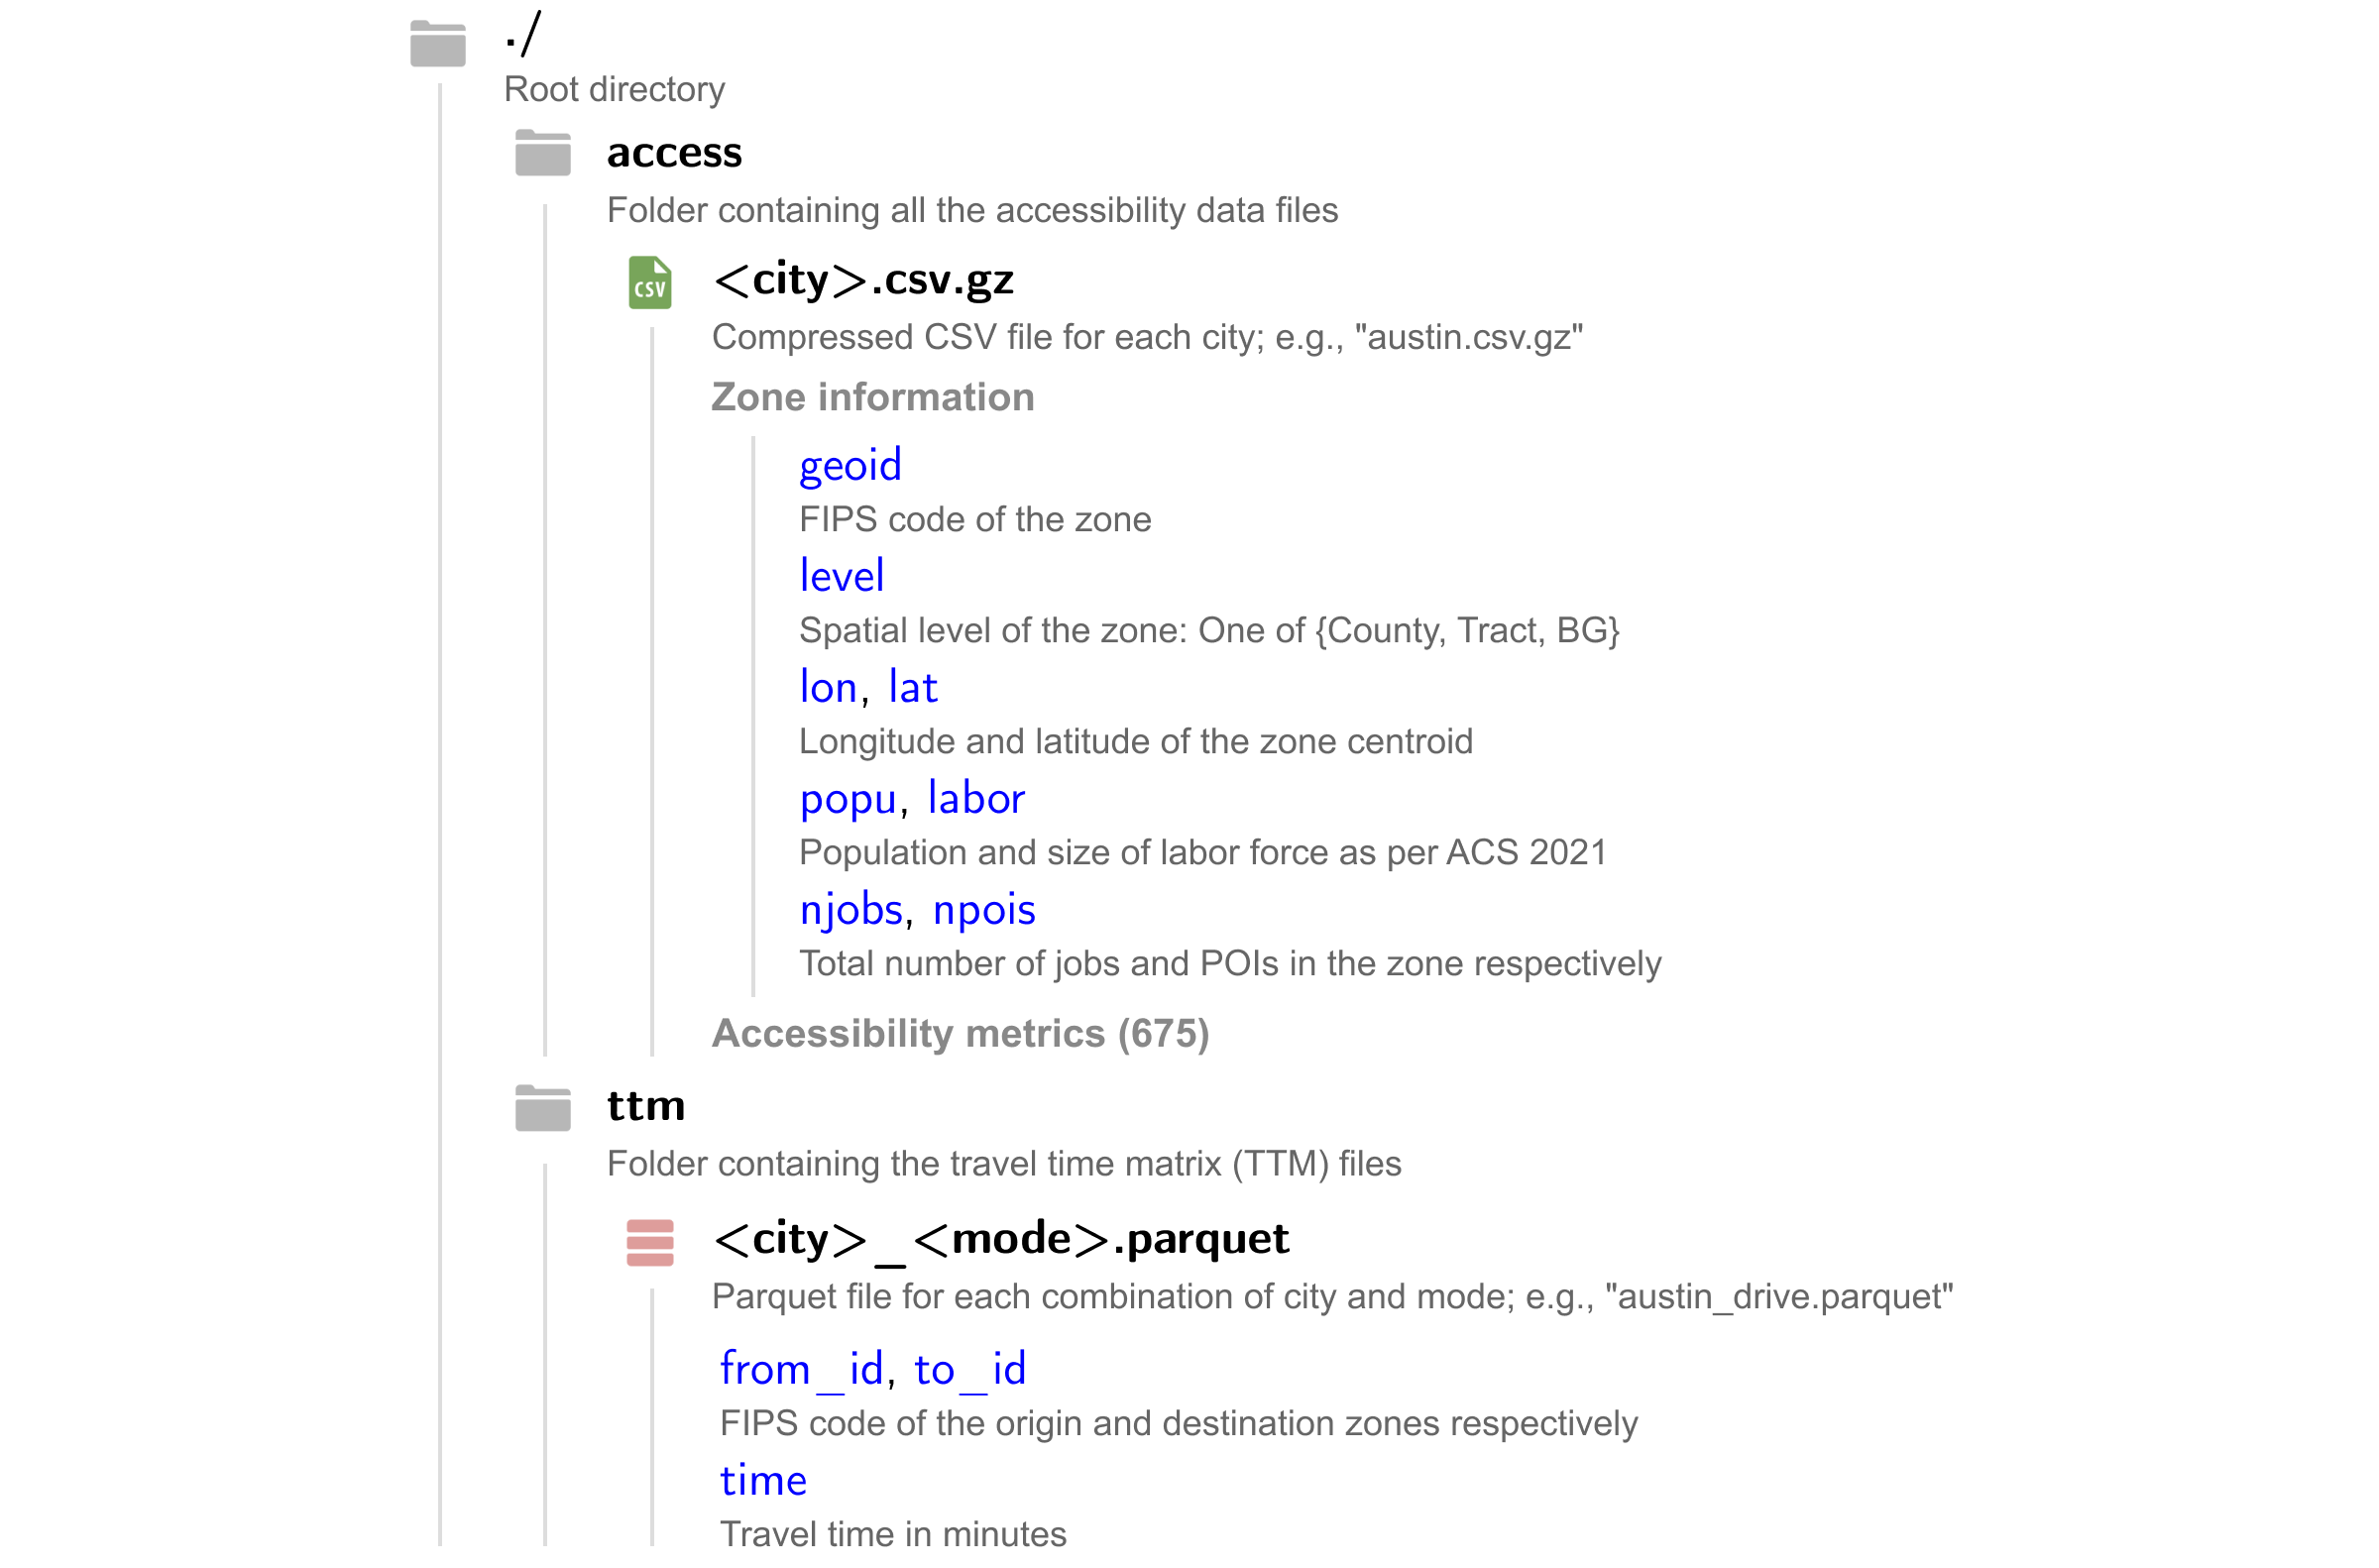 ./
Root directory
access
Folder containing all the accessibility data files
CSV
<city>.csv.gz
Compressed CSV file for each city; e.g., "austin.csv.gz"
Zone information
geoid
FIPS code of the zone
level
Spatial level of the zone: One of {County, Tract, BG}
lon, lat
Longitude and latitude of the zone centroid
popu, labor
Population and size of labor force as per ACS 2021
njobs, npois
Total number of jobs and POIs in the zone respectively
Accessibility metrics (675)
ttm
Folder containing the travel time matrix (TTM) files
<city>_<mode>.parquet
Parquet file for each combination of city and mode; e.g., "austin_drive.parquet"
from_id, to_id
FIPS code of the origin and destination zones respectively
time
Travel time in minutes